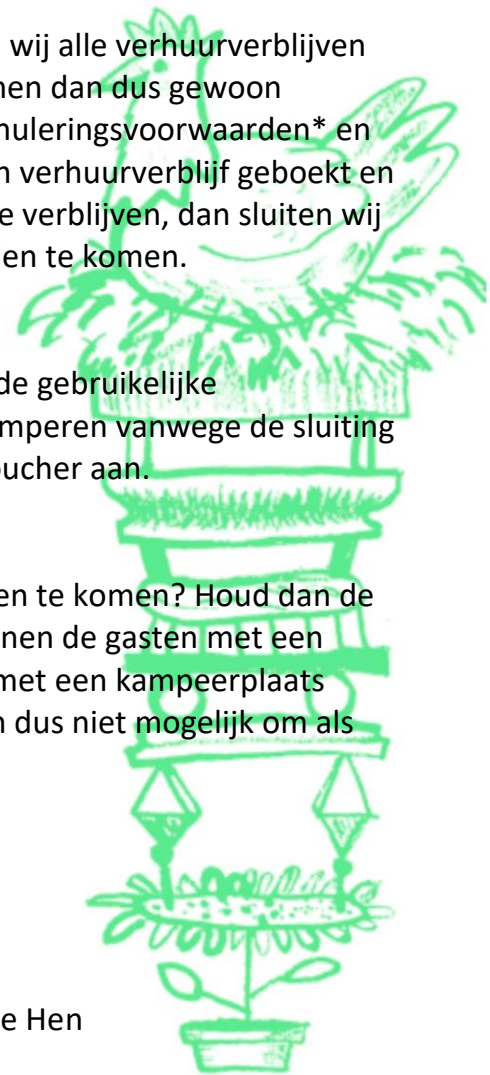 wij alle verhuurverblijven
nen dan dus gewoon
nuleringsvoorwaarden* en
n verhuurverblijf geboekt en
e verblijven, dan sluiten wij
en te komen.
de gebruikelijke
mperen vanwege de sluiting
oucher aan.
en te komen? Houd dan de
nen de gasten met een
met een kampeerplaats
n dus niet mogelijk om als
e Hen